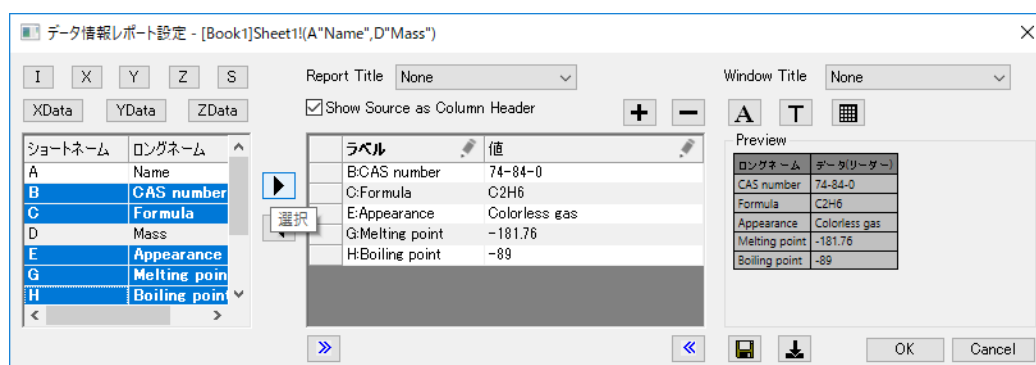 データ情報レポート設定 - [Book1]Sheet1!(A"Name",D"Mass")
I X Y Z S
XData YData ZData
ショートネーム ロングネーム
A Name
B CAS number
C Formula
D Mass
E Appearance
G Melting poin
H Boiling point
選択
Report Title None
Show Source as Column Header
ラベル 値
B:CAS number 74-84-0
C:Formula C2H6
E:Appearance Colorless gas
G:Melting point -181.76
H:Boiling point -89
Window Title None
A T
Preview
ロングネーム データ(リーダー)
CAS number 74-84-0
Formula C2H6
Appearance Colorless gas
Melting point -181.76
Boiling point -89
OK Cancel